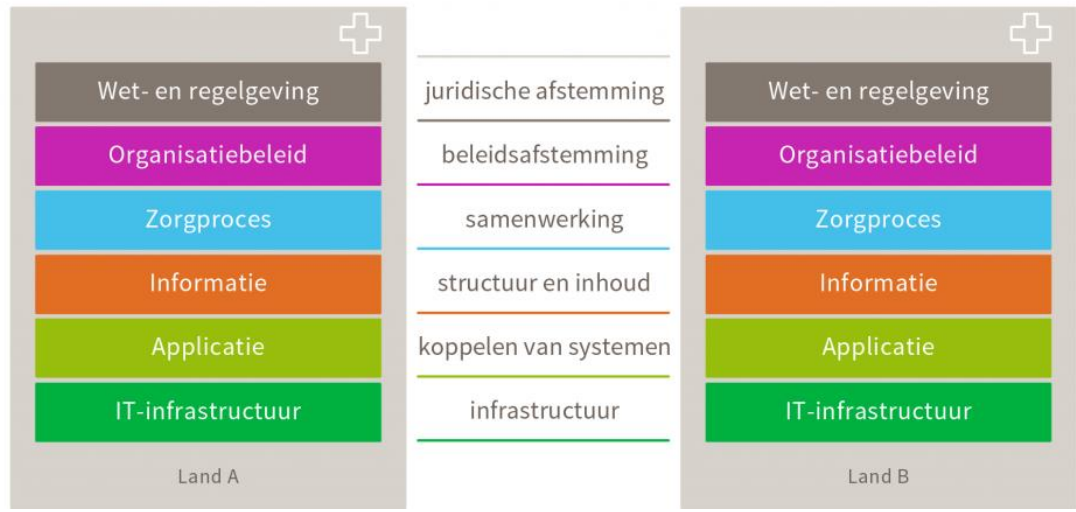 Wet- en regelgeving
juridische afstemming
Wet- en regelgeving
Organisatiebeleid
beleidsafstemming
Organisatiebeleid
Zorgproces
samenwerking
Zorgproces
Informatie
structuur en inhoud
Informatie
Applicatie
koppelen van systemen
Applicatie
IT-infrastructuur
infrastructuur
IT-infrastructuur
Land A
Land B